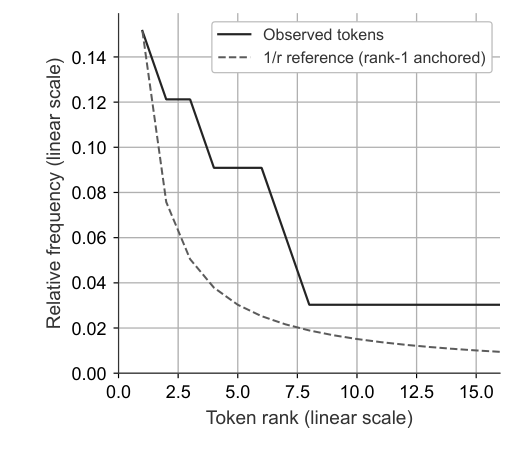 Observed tokens
1/r reference (rank-1 anchored)
Relative frequency (linear scale)
0.14
0.12
0.10
0.08
0.06
0.04
0.02
0.00
0.0 2.5 5.0 7.5 10.0 12.5 15.0
Token rank (linear scale)